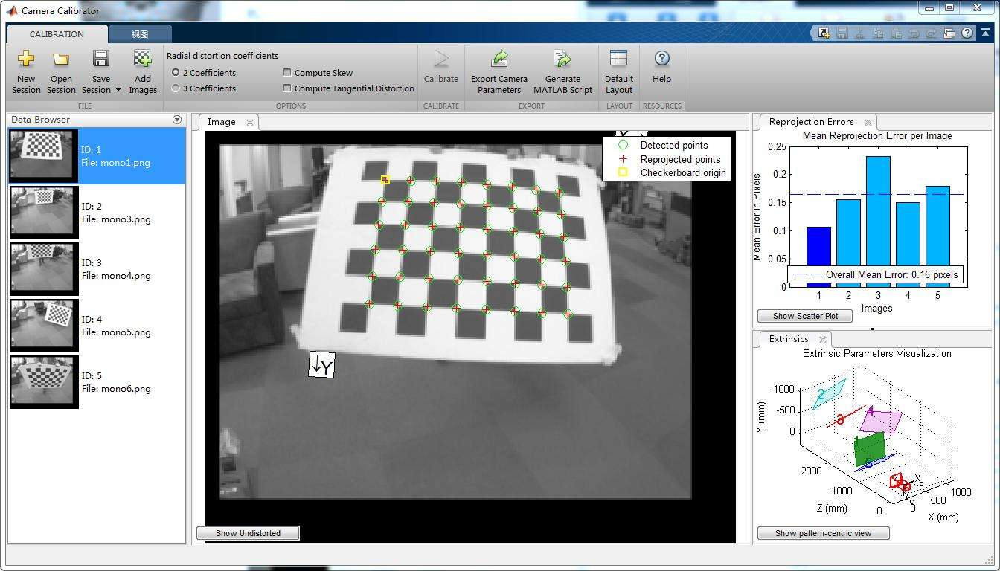 Camera Calibrator
CALIBRATION
视图
New Session
Open Session
Save Session
Add Images
FILE
Radial distortion coefficients
2 Coefficients
3 Coefficients
Compute Skew
Compute Tangential Distortion
OPTIONS
Calibrate
CALIBRATE
Export Camera Parameters
Generate MATLAB Script
EXPORT
Default Layout
LAYOUT
Help
RESOURCES
Data Browser
ID: 1
File: mono1.png
ID: 2
File: mono3.png
ID: 3
File: mono4.png
ID: 4
File: mono5.png
ID: 5
File: mono6.png
Image
Detected points
Reprojected points
Checkerboard origin
↓Y
Show Undistorted
Reprojection Errors
Mean Reprojection Error per Image
Mean Error in Pixels
0.25
0.2
0.15
0.1
0.05
0
Overall Mean Error: 0.16 pixels
1 2 3 4 5
Images
Show Scatter Plot
Extrinsics
Extrinsic Parameters Visualization
Y (mm)
-1000
-500
0
2
3
4
1
5
2000
1000
0
Z (mm)
Xc
Yc
0
500
1000
X (mm)
Show pattern-centric view